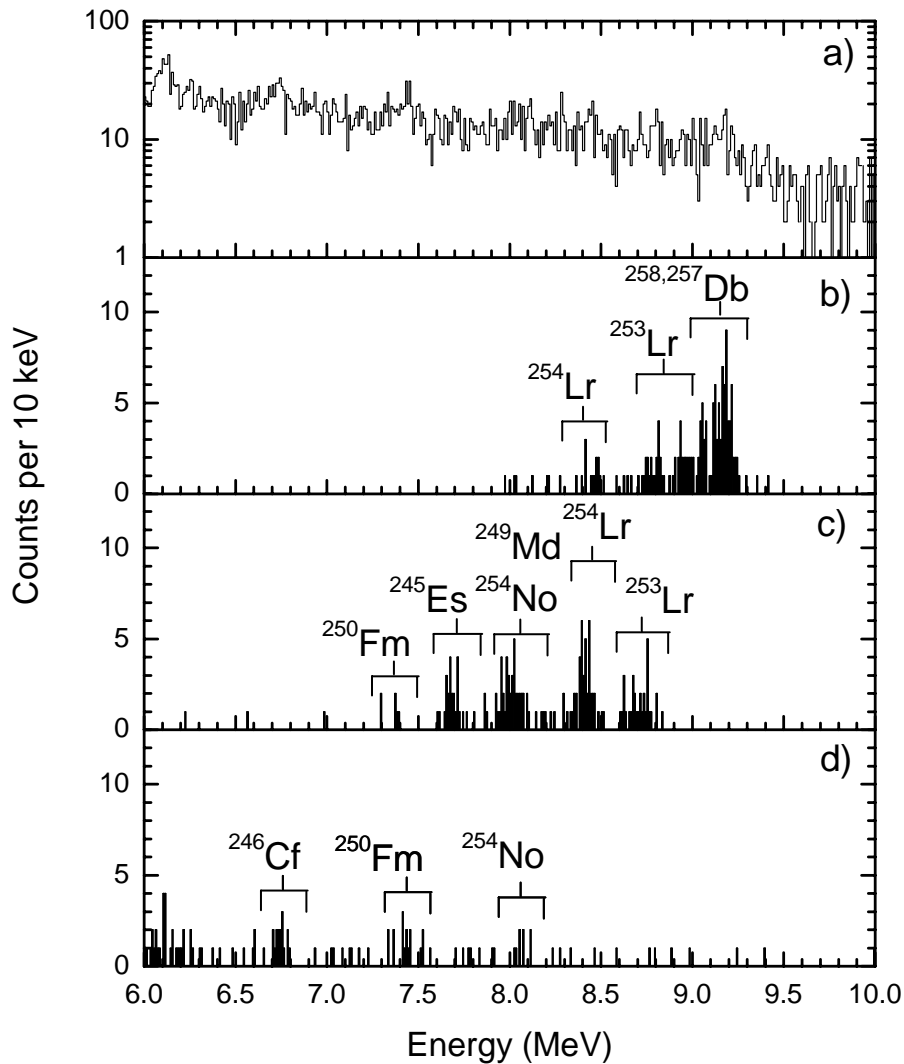 100
10
1
a)
Counts per 10 keV
10
5
0
b)
²⁵⁴Lr
²⁵³Lr
²⁵⁸,²⁵⁷Db
10
5
0
c)
²⁵⁰Fm
²⁴⁵Es
²⁴⁹Md
²⁵⁴No
²⁵⁴Lr
²⁵³Lr
10
5
0
d)
²⁴⁶Cf
²⁵⁰Fm
²⁵⁴No
6.0 6.5 7.0 7.5 8.0 8.5 9.0 9.5 10.0
Energy (MeV)